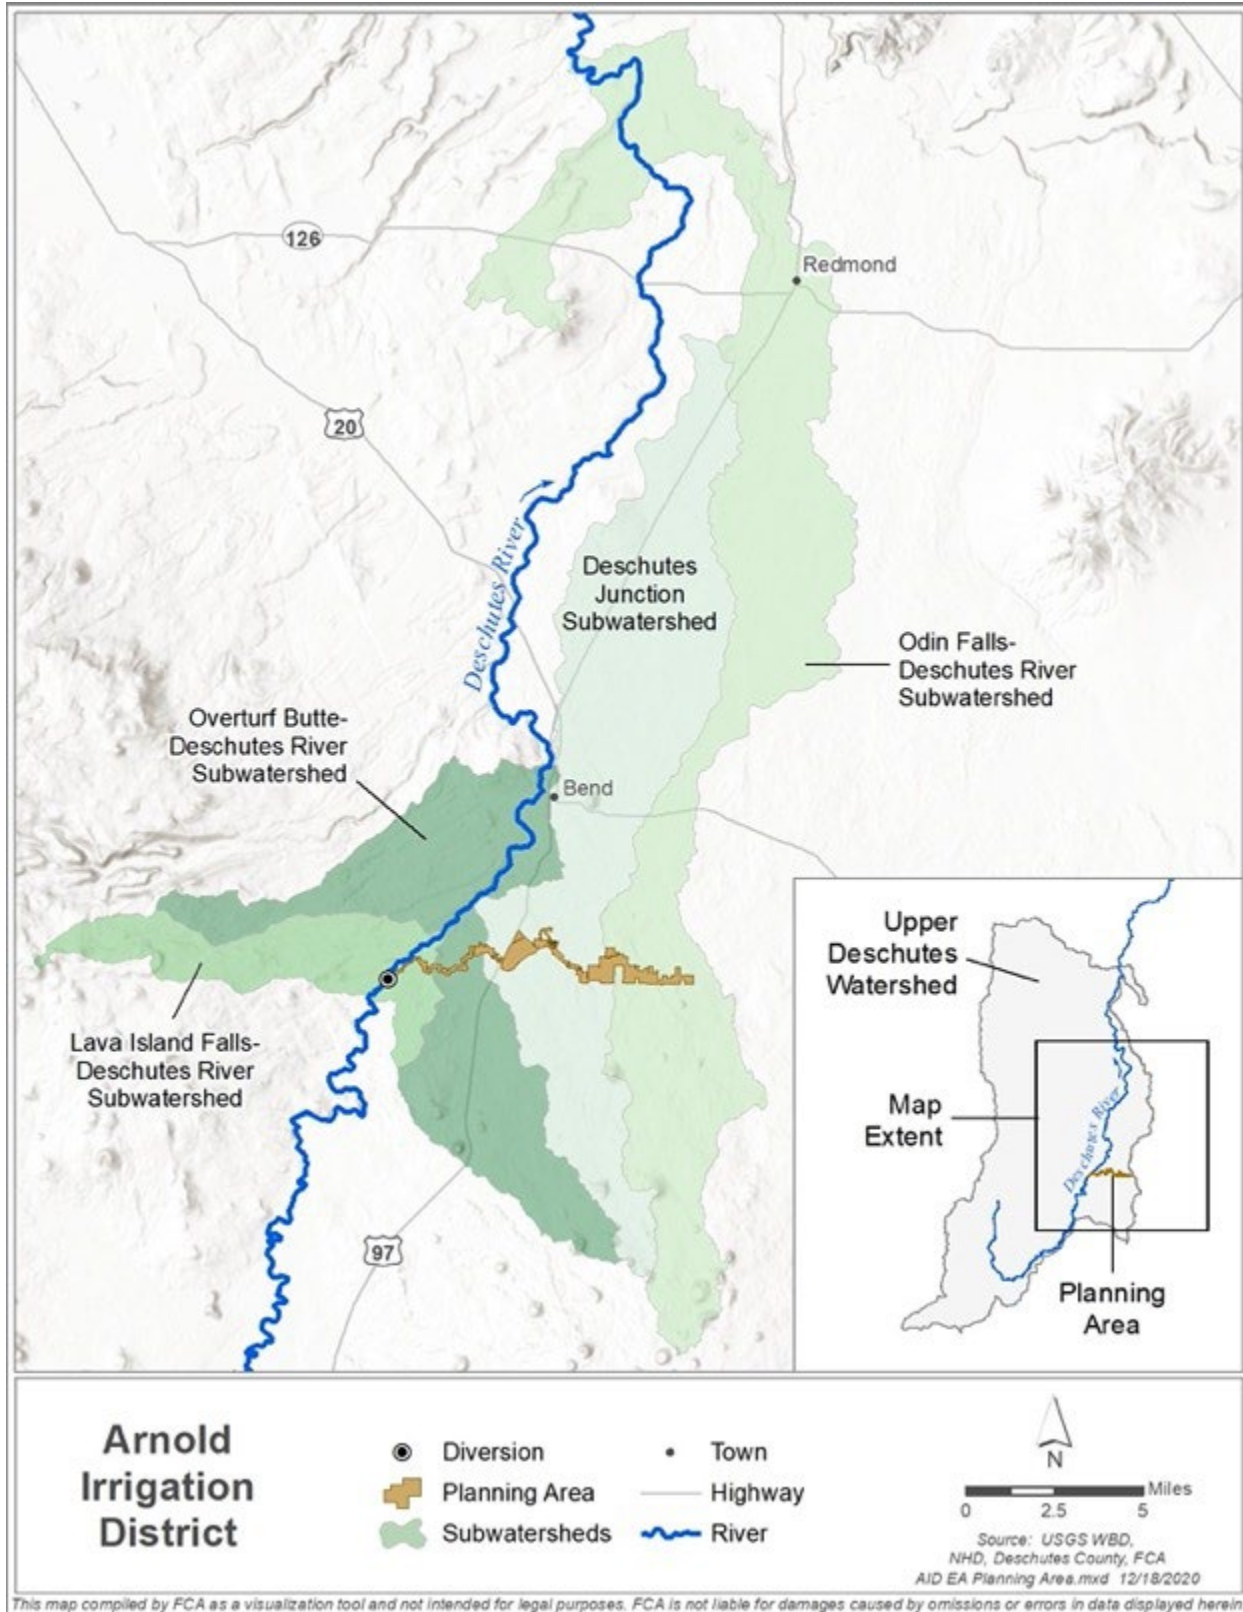 126
Redmond
20
Deschutes River
Deschutes
Junction
Subwatershed
Odin Falls-
Deschutes River
Subwatershed
Overturf Butte-
Deschutes River
Subwatershed
Bend
Lava Island Falls-
Deschutes River
Subwatershed
97
Upper
Deschutes
Watershed
Map
Extent
Deschutes River
Planning
Area
Arnold
Irrigation
District
Diversion
Planning Area
Subwatersheds
Town
Highway
River
N
Miles
0 2.5 5
Source: USGS WBD,
NHD, Deschutes County, FCA
AID EA Planning Area.mxd 12/18/2020
This map compiled by FCA as a visualization tool and not intended for legal purposes. FCA is not liable for damages caused by omissions or errors in data displayed herein